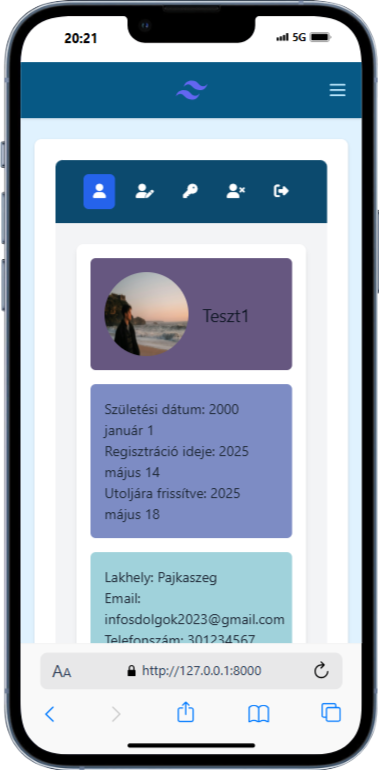 20:21
5G
Teszt1
Születési dátum: 2000
január 1
Regisztráció ideje: 2025
május 14
Utoljára frissítve: 2025
május 18
Lakhely: Pajkaszeg
Email:
infosdolgok2023@gmail.com
Telefonszám: 301234567
AA
http://127.0.0.1:8000